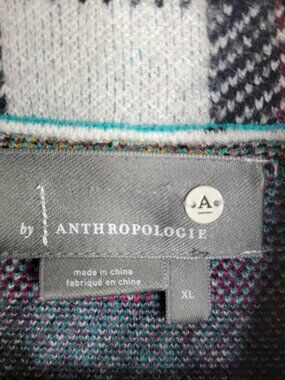 A
by ANTHROPOLOGIE
made in china
fabriqué en chine
XL